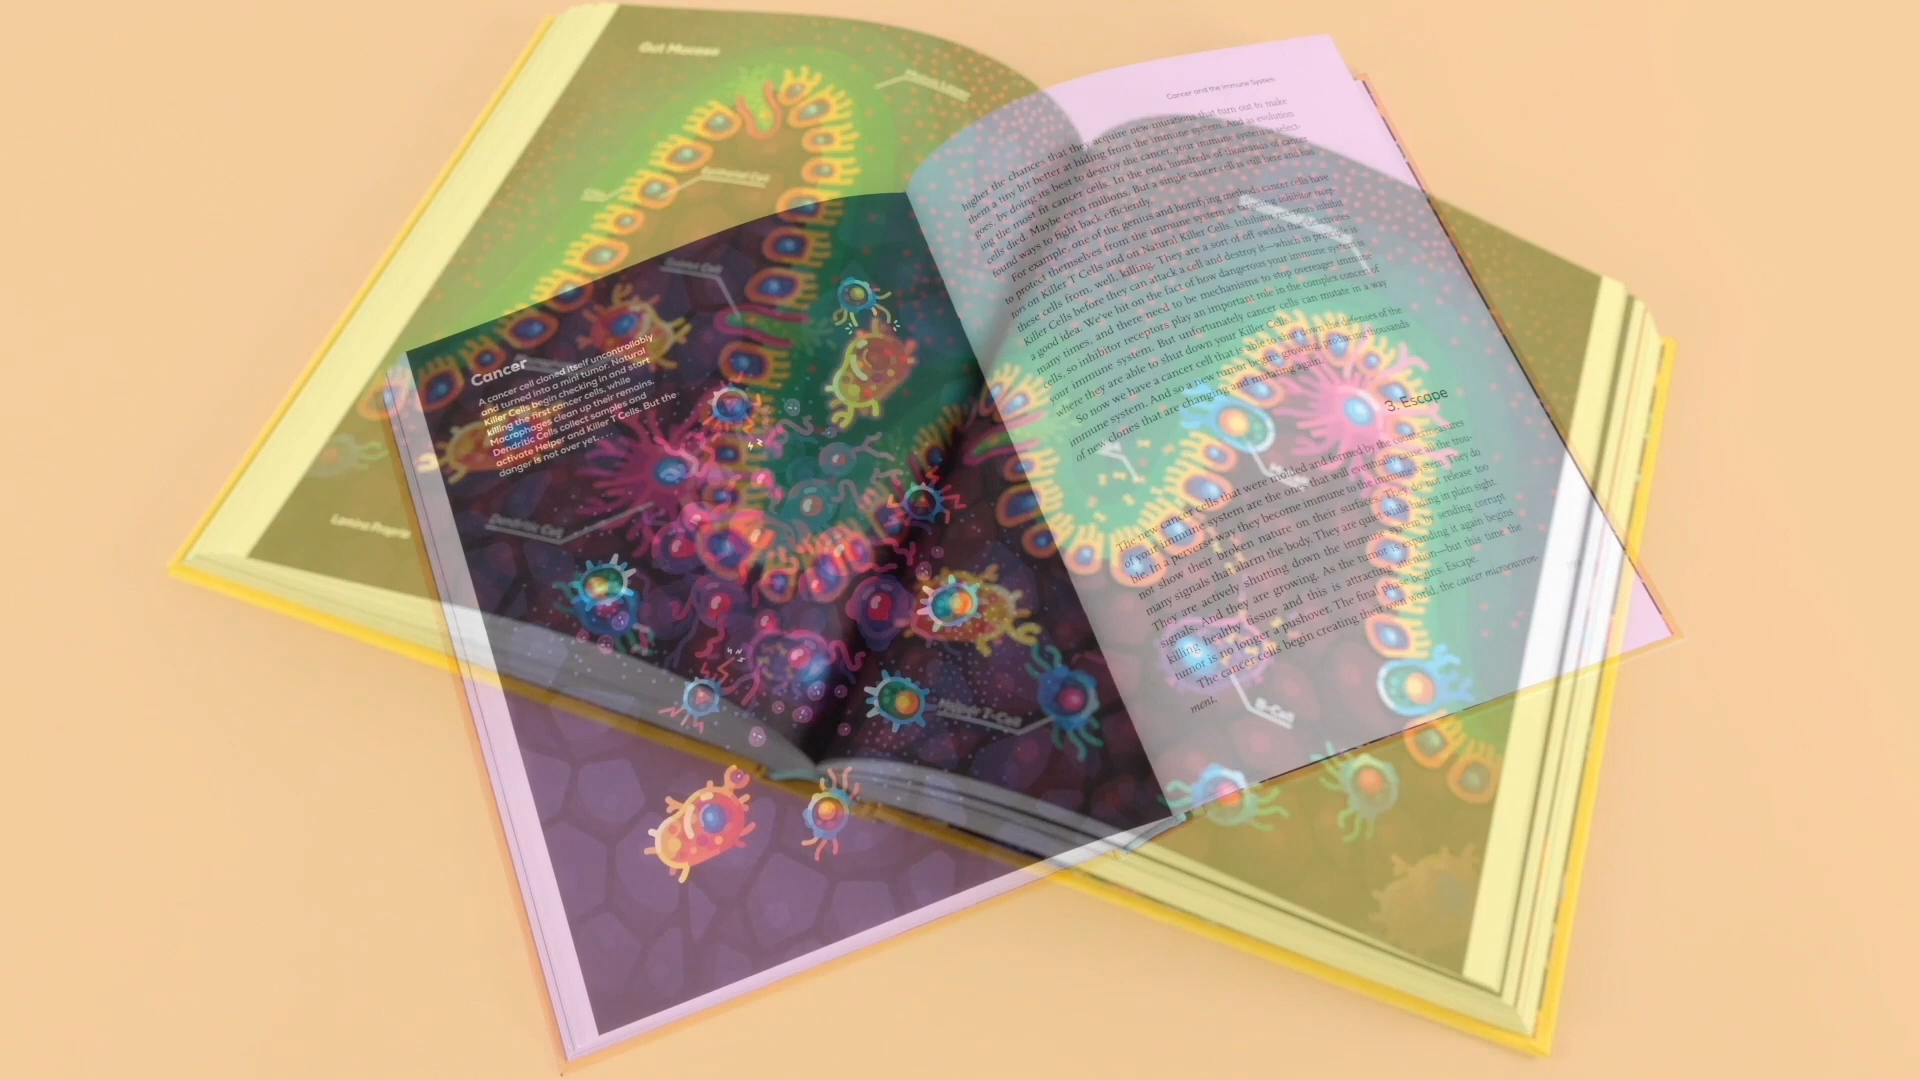 Gut Mucosa
Epithelial Cell
Lamina Propria
Cancer
A cancer cell cloned itself uncontrollably
and turned into a mini tumor. Natural
Killer Cells begin checking in and start
killing the first cancer cells, while
Macrophages clean up their remains.
Dendritic Cells collect samples and
activate Helper and Killer T Cells. But the
danger is not over yet. . . .
Dendritic Cell
Helper T-Cell
B-Cell
Cancer and the Immune System
higher the chances that they acquire new mutations that turn out to make
them a tiny bit better at hiding from the immune system. And as evolution
goes, by doing its best to destroy the cancer, your immune system is select-
ing the most fit cancer cells. In the end, hundreds of thousands of cancer
cells died. Maybe even millions. But a single cancer cell is still here and has
found ways to fight back efficiently.
For example, one of the genius and horrifying methods cancer cells have
to protect themselves from the immune system is targeting inhibitor recep-
tors on Killer T Cells and on Natural Killer Cells. Inhibitor receptors inhibit
these cells from, well, killing. They are a sort of off switch that deactivates
Killer Cells before they can attack a cell and destroy it—which in principle is
a good idea. We've hit on the fact of how dangerous your immune system is
many times, and there need to be mechanisms to stop overeager immune
cells, so inhibitor receptors play an important role in the complex concert of
your immune system. But unfortunately cancer cells can mutate in a way
where they are able to shut down your Killer Cells.
So now we have a cancer cell that is able to shut down the defenses of the
immune system. And so a new tumor begins growing, producing thousands
of new clones that are changing and mutating again.
3. Escape
The new cancer cells that were molded and formed by the countermeasures
of your immune system are the ones that will eventually cause all the trou-
ble. In a perverse way, they become immune to the immune system. They do
not show their broken nature on their surfaces. They do not release too
many signals that alarm the body. They are quiet while hiding in plain sight.
They are actively shutting down the immune system by sending corrupt
signals. And they are growing. As the tumor is expanding it again begins
killing healthy tissue and this is attracting attention—but this time the
tumor is no longer a pushover. The final phase begins: Escape.
The cancer cells begin creating their own world, the cancer microenviron-
ment.